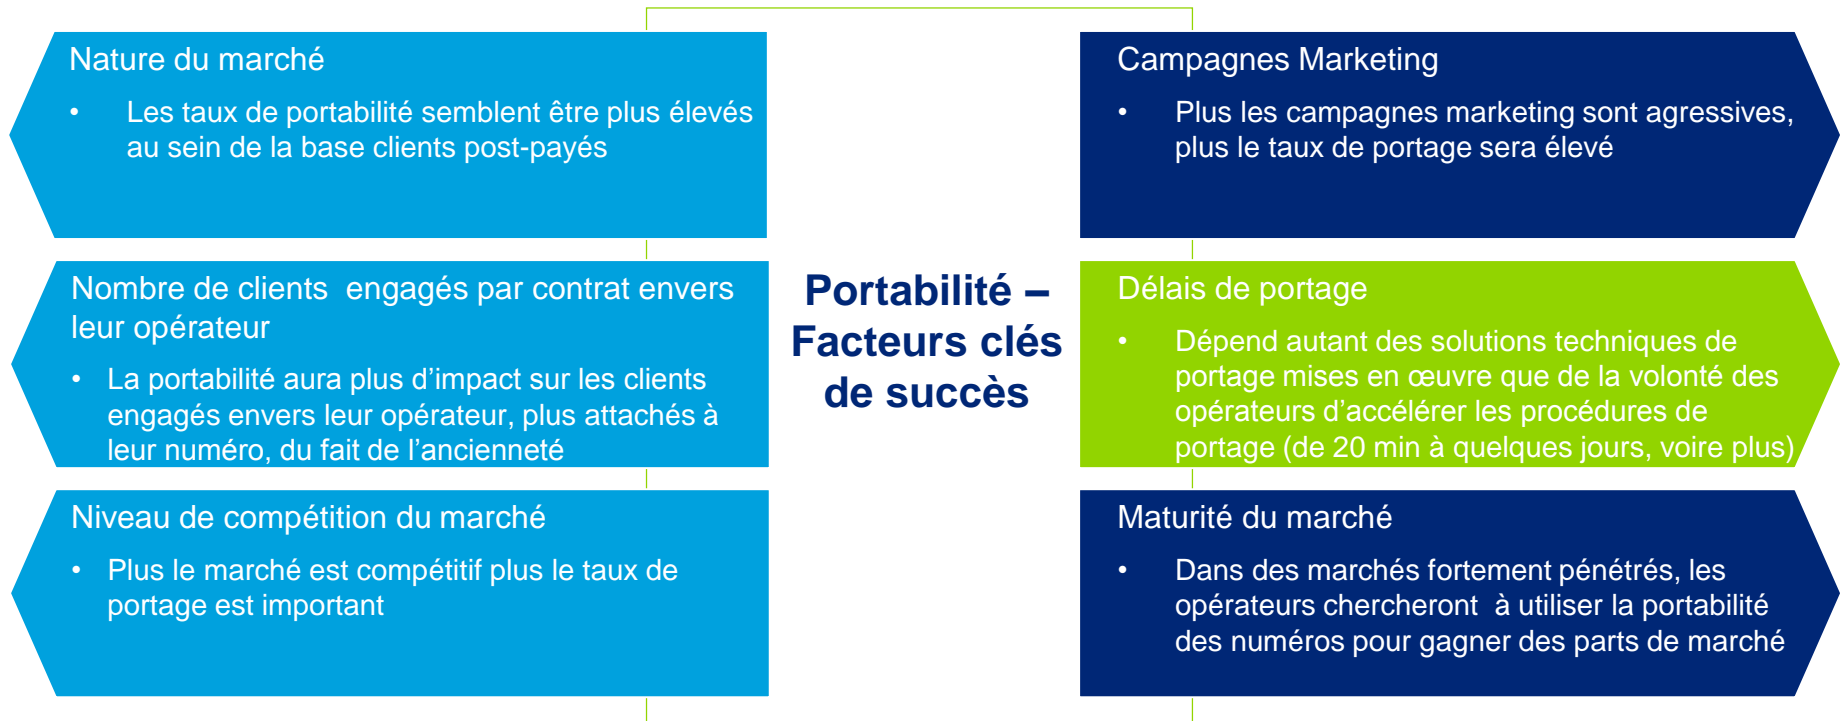 Nature du marché
• Les taux de portabilité semblent être plus élevés
au sein de la base clients post-payés
Nombre de clients  engagés par contrat envers
leur opérateur
• La portabilité aura plus d’impact sur les clients
engagés envers leur opérateur, plus attachés à
leur numéro, du fait de l’ancienneté
Niveau de compétition du marché
• Plus le marché est compétitif plus le taux de
portage est important
Portabilité –
Facteurs clés
de succès
Campagnes Marketing
• Plus les campagnes marketing sont agressives,
plus le taux de portage sera élevé
Délais de portage
• Dépend autant des solutions techniques de
portage mises en œuvre que de la volonté des
opérateurs d’accélérer les procédures de
portage (de 20 min à quelques jours, voire plus)
Maturité du marché
• Dans des marchés fortement pénétrés, les
opérateurs chercheront  à utiliser la portabilité
des numéros pour gagner des parts de marché